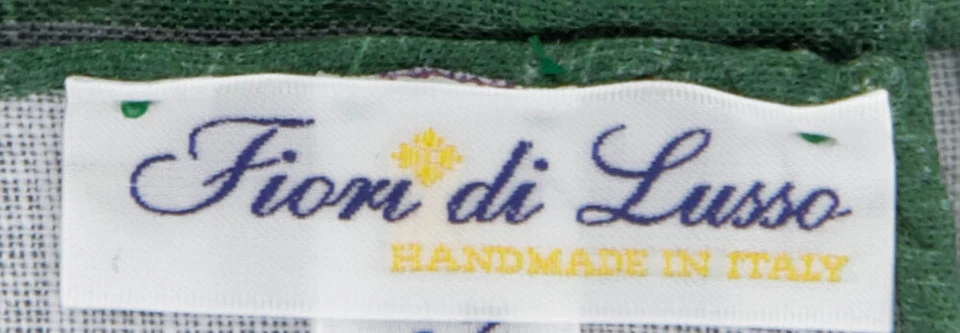 Fiori di Lusso
HANDMADE IN ITALY